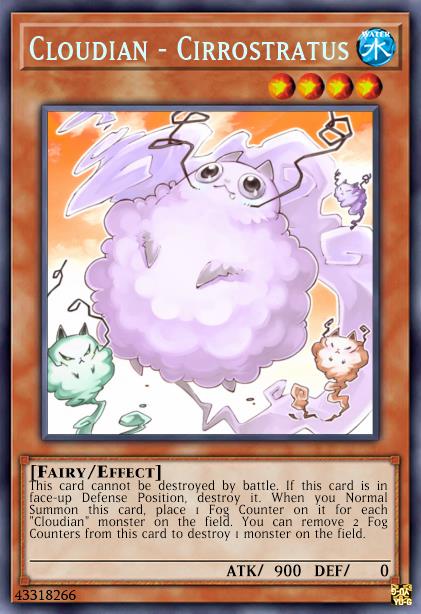 CLOUDIAN - CIRROSTRATUS
WATER
水
[FAIRY/EFFECT]
This card cannot be destroyed by battle. If this card is in
face-up Defense Position, destroy it. When you Normal
Summon this card, place 1 Fog Counter on it for each
"Cloudian" monster on the field. You can remove 2 Fog
Counters from this card to destroy 1 monster on the field.
ATK/ 900 DEF/ 0
43318266